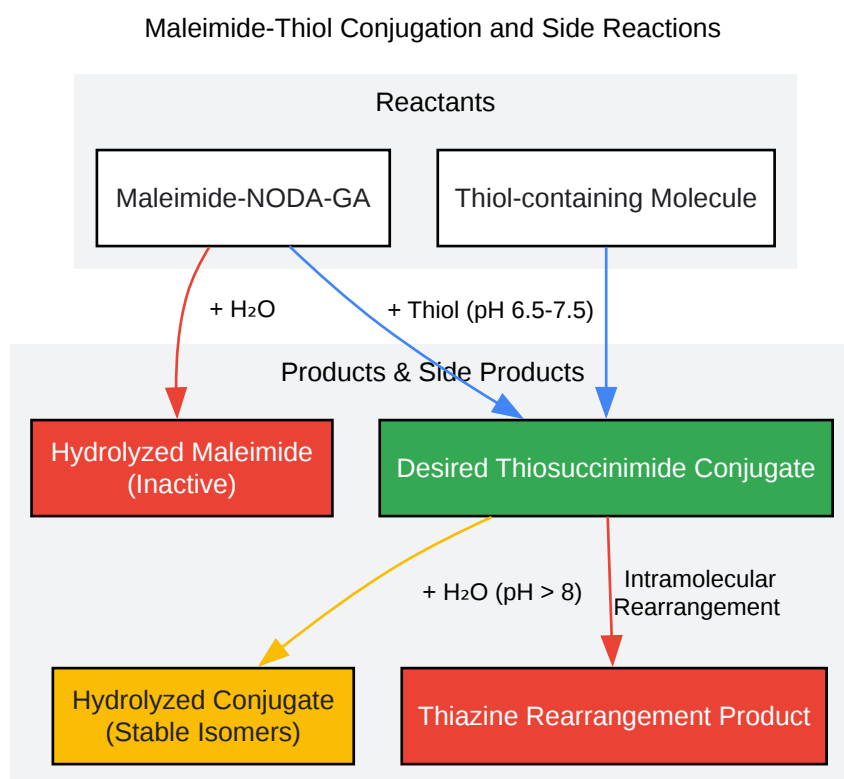 Maleimide-Thiol Conjugation and Side Reactions
Reactants
Maleimide-NODA-GA
Thiol-containing Molecule
+ H₂O
+ Thiol (pH 6.5-7.5)
Products & Side Products
Hydrolyzed Maleimide
(Inactive)
Desired Thiosuccinimide Conjugate
+ H₂O (pH > 8)
Intramolecular
Rearrangement
Hydrolyzed Conjugate
(Stable Isomers)
Thiazine Rearrangement Product